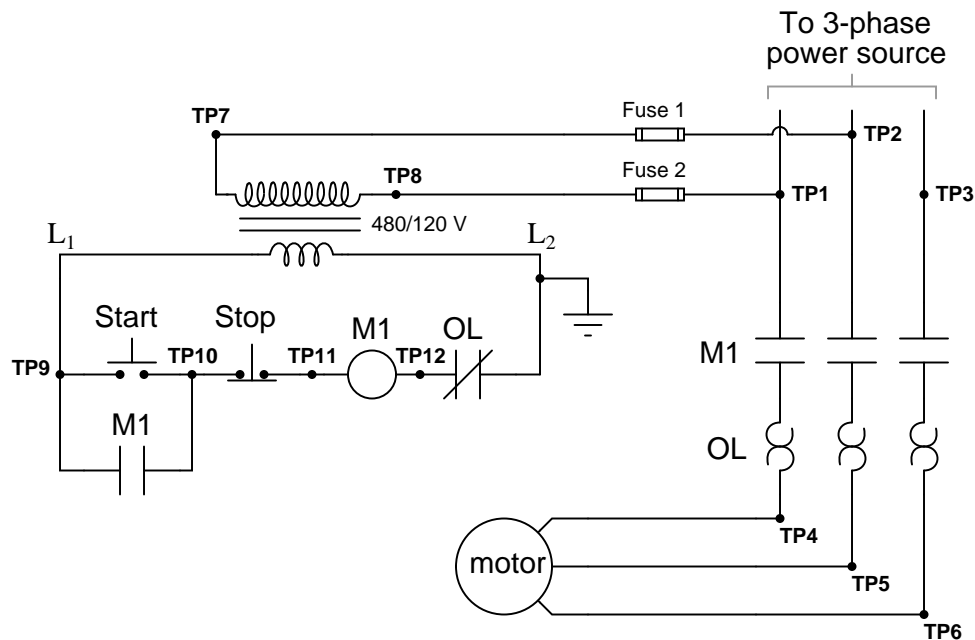 To 3-phase
power source
Fuse 1
TP7
TP2
Fuse 2
TP8
TP1
TP3
480/120 V
L1
L2
Start
Stop
M1
OL
TP9
TP10
TP11
TP12
M1
M1
OL
motor
TP4
TP5
TP6